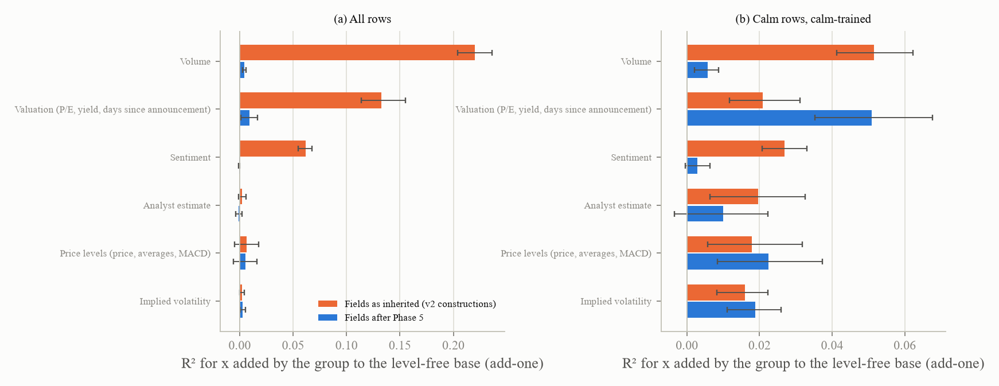 (a) All rows
Volume
Valuation (P/E, yield, days since announcement)
Sentiment
Analyst estimate
Price levels (price, averages, MACD)
Implied volatility
Fields as inherited (v2 constructions)
Fields after Phase 5
0.00 0.05 0.10 0.15 0.20
R² for x added by the group to the level-free base (add-one)
(b) Calm rows, calm-trained
Volume
Valuation (P/E, yield, days since announcement)
Sentiment
Analyst estimate
Price levels (price, averages, MACD)
Implied volatility
0.00 0.02 0.04 0.06
R² for x added by the group to the level-free base (add-one)